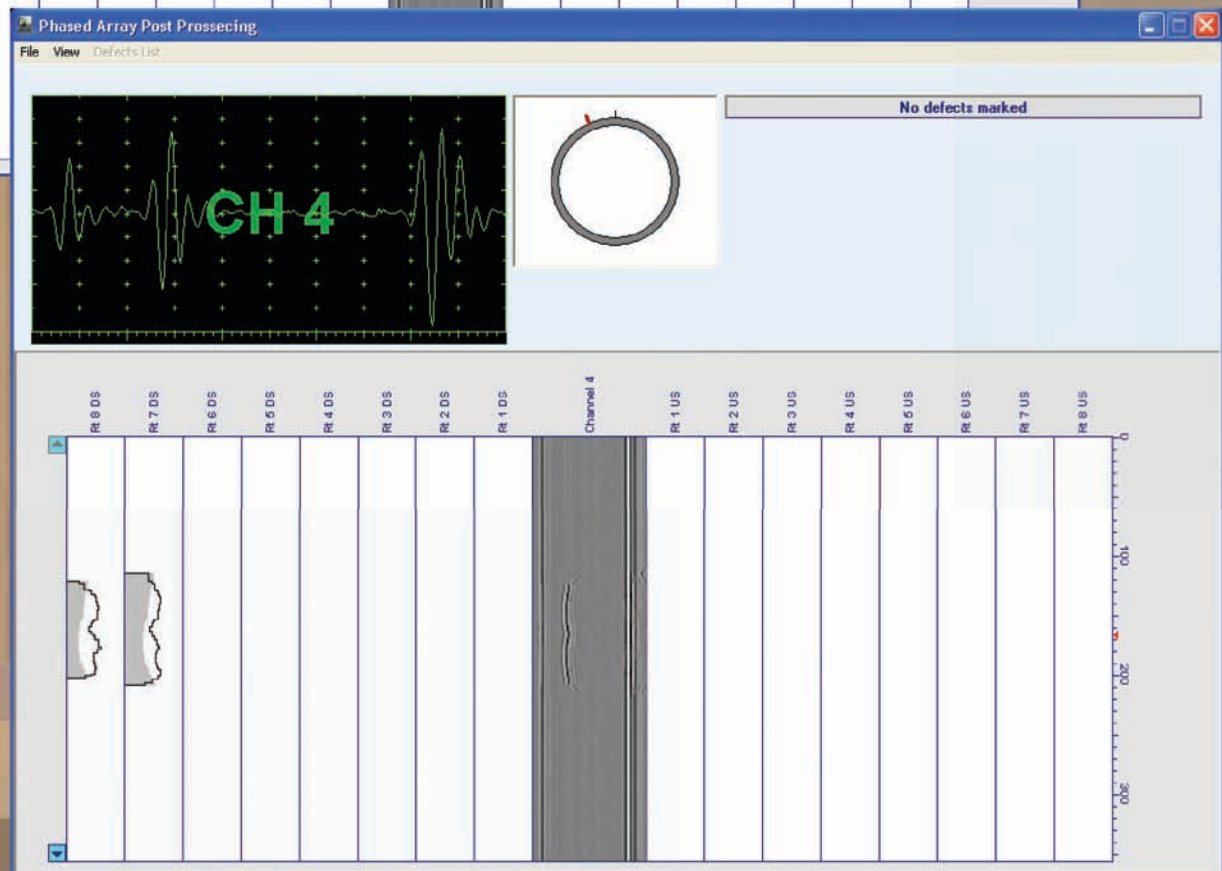 Phased Array Post Prossecing
File View Defects List
CH 4
No defects marked
Rt 8 DS
Rt 7 DS
Rt 6 DS
Rt 5 DS
Rt 4 DS
Rt 3 DS
Rt 2 DS
Rt 1 DS
Channel 4
Rt 1 US
Rt 2 US
Rt 3 US
Rt 4 US
Rt 5 US
Rt 6 US
Rt 7 US
Rt 8 US
0
100
200
300